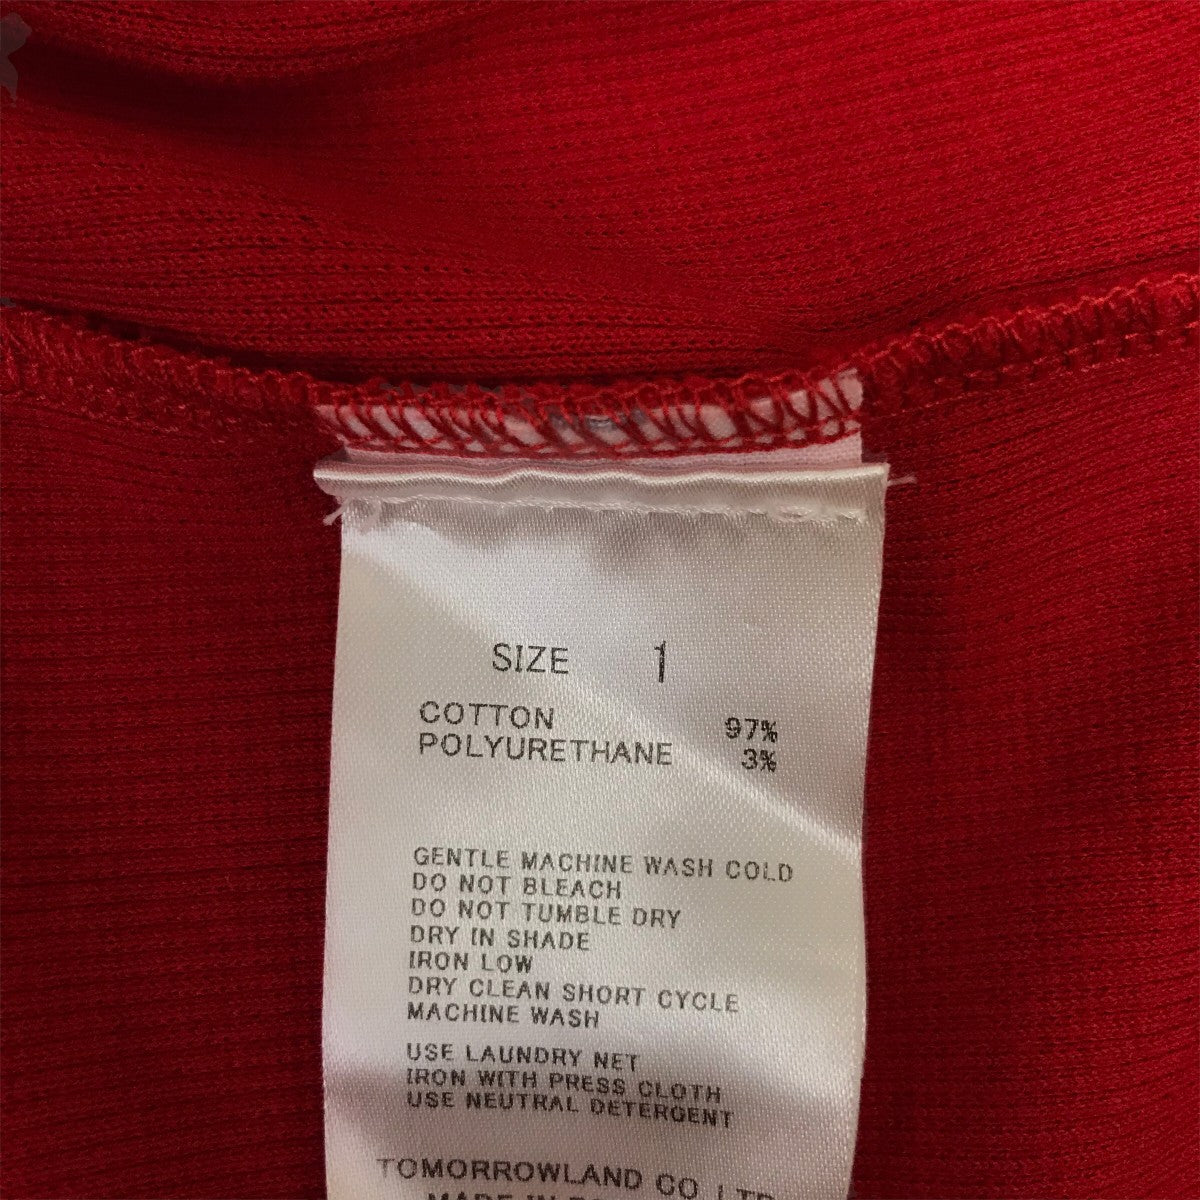 SIZE 1
COTTON 97%
POLYURETHANE 3%
GENTLE MACHINE WASH COLD
DO NOT BLEACH
DO NOT TUMBLE DRY
DRY IN SHADE
IRON LOW
DRY CLEAN SHORT CYCLE
MACHINE WASH
USE LAUNDRY NET
IRON WITH PRESS CLOTH
USE NEUTRAL DETERGENT
TOMORROWLAND CO LTD
MADE IN